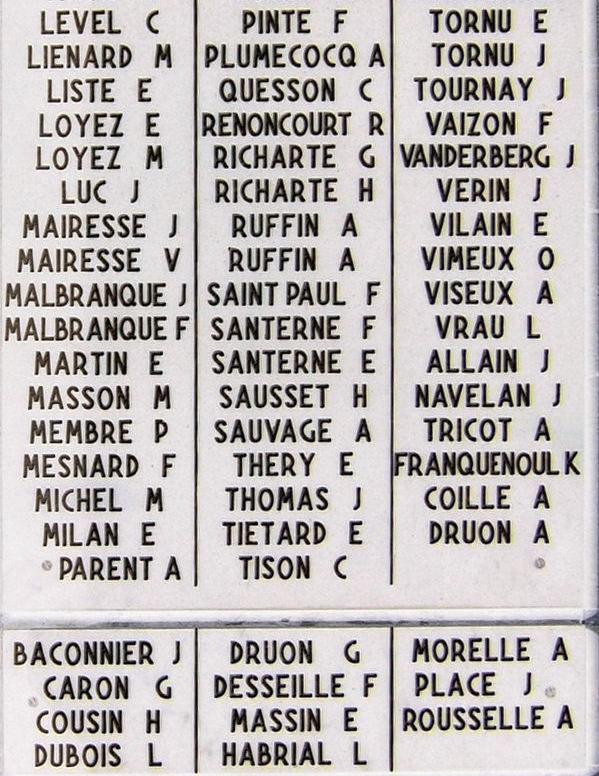 LEVEL C
LIENARD M
LISTE E
LOYEZ E
LOYEZ M
LUC J
MAIRESSE J
MAIRESSE V
MALBRANQUE J
MALBRANQUE F
MARTIN E
MASSON M
MEMBRE P
MESNARD F
MICHEL M
MILAN E
PARENT A
PINTE F
PLUMECOCQ A
QUESSON C
RENONCOURT R
RICHARTE G
RICHARTE H
RUFFIN A
RUFFIN A
SAINT PAUL F
SANTERNE F
SANTERNE E
SAUSSET H
SAUVAGE A
THERY E
THOMAS J
TIETARD E
TISON C
TORNU E
TORNU J
TOURNAY J
VAIZON F
VANDERBERG J
VERIN J
VILAIN E
VIMEUX O
VISEUX A
VRAU L
ALLAIN J
NAVELAN J
TRICOT A
FRANQUENOUL K
COILLE A
DRUON A
BACONNIER J
CARON G
COUSIN H
DUBOIS L
DRUON G
DESSEILLE F
MASSIN E
HABRIAL L
MORELLE A
PLACE J
ROUSSELLE A